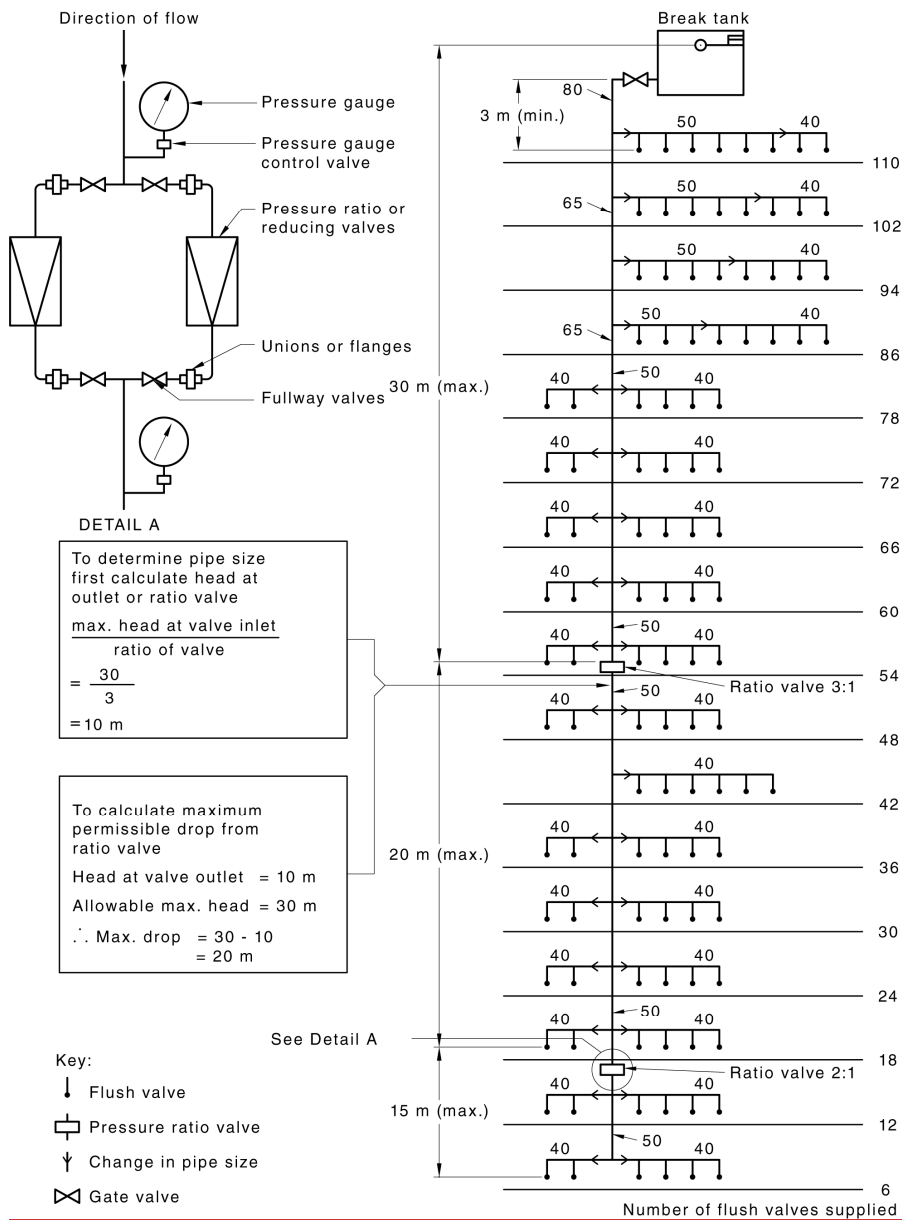 Direction of flow
Pressure gauge
Pressure gauge
control valve
Pressure ratio or
reducing valves
Unions or flanges
Fullway valves
DETAIL A
To determine pipe size
first calculate head at
outlet or ratio valve
max. head at valve inlet
ratio of valve
= 30
3
= 10 m
To calculate maximum
permissible drop from
ratio valve
Head at valve outlet = 10 m
Allowable max. head = 30 m
∴ Max. drop = 30 - 10
= 20 m
See Detail A
Key:
Flush valve
Pressure ratio valve
Change in pipe size
Gate valve
Break tank
80
3 m (min.)
50 40
110
50 40
65
102
50 40
94
50 40
65
86
50
40 40
30 m (max.)
78
40 40
72
40 40
66
40 40
60
50
40 40
54
Ratio valve 3:1
50
40 40
48
40
42
40 40
20 m (max.)
36
40 40
30
40 40
24
50
40 40
18
Ratio valve 2:1
40 40
15 m (max.)
12
50
40 40
6
Number of flush valves supplied